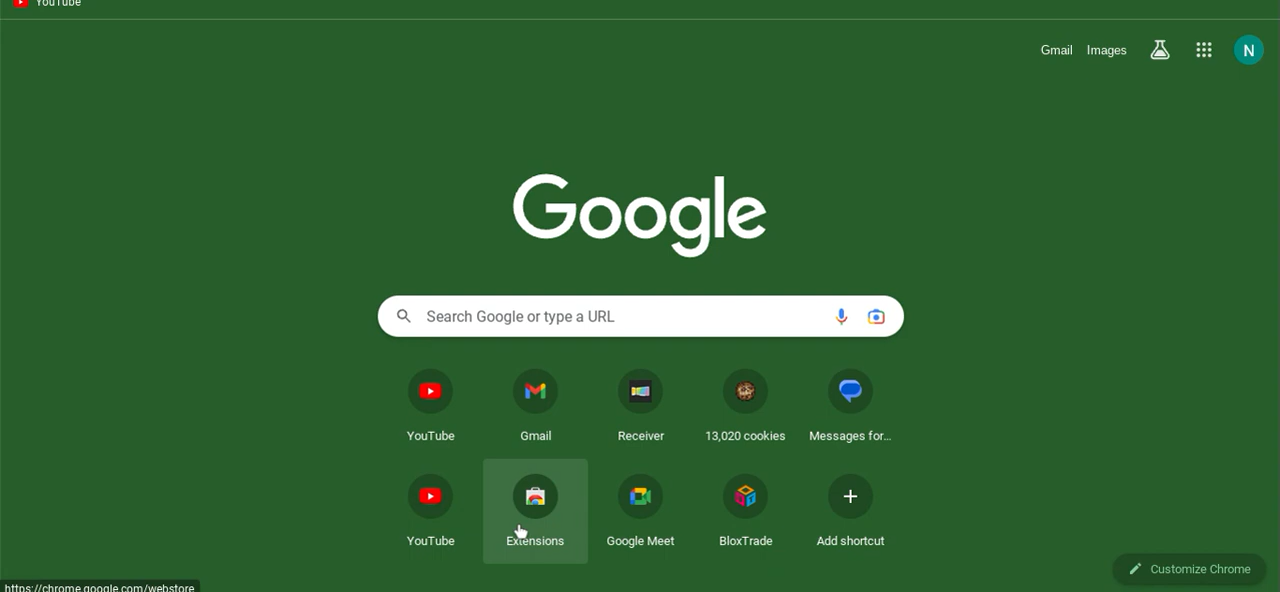 YouTube
Gmail Images N
Google
Search Google or type a URL
YouTube Gmail Receiver 13,020 cookies Messages for...
YouTube Extensions Google Meet BloxTrade Add shortcut
Customize Chrome
https://chrome.google.com/webstore